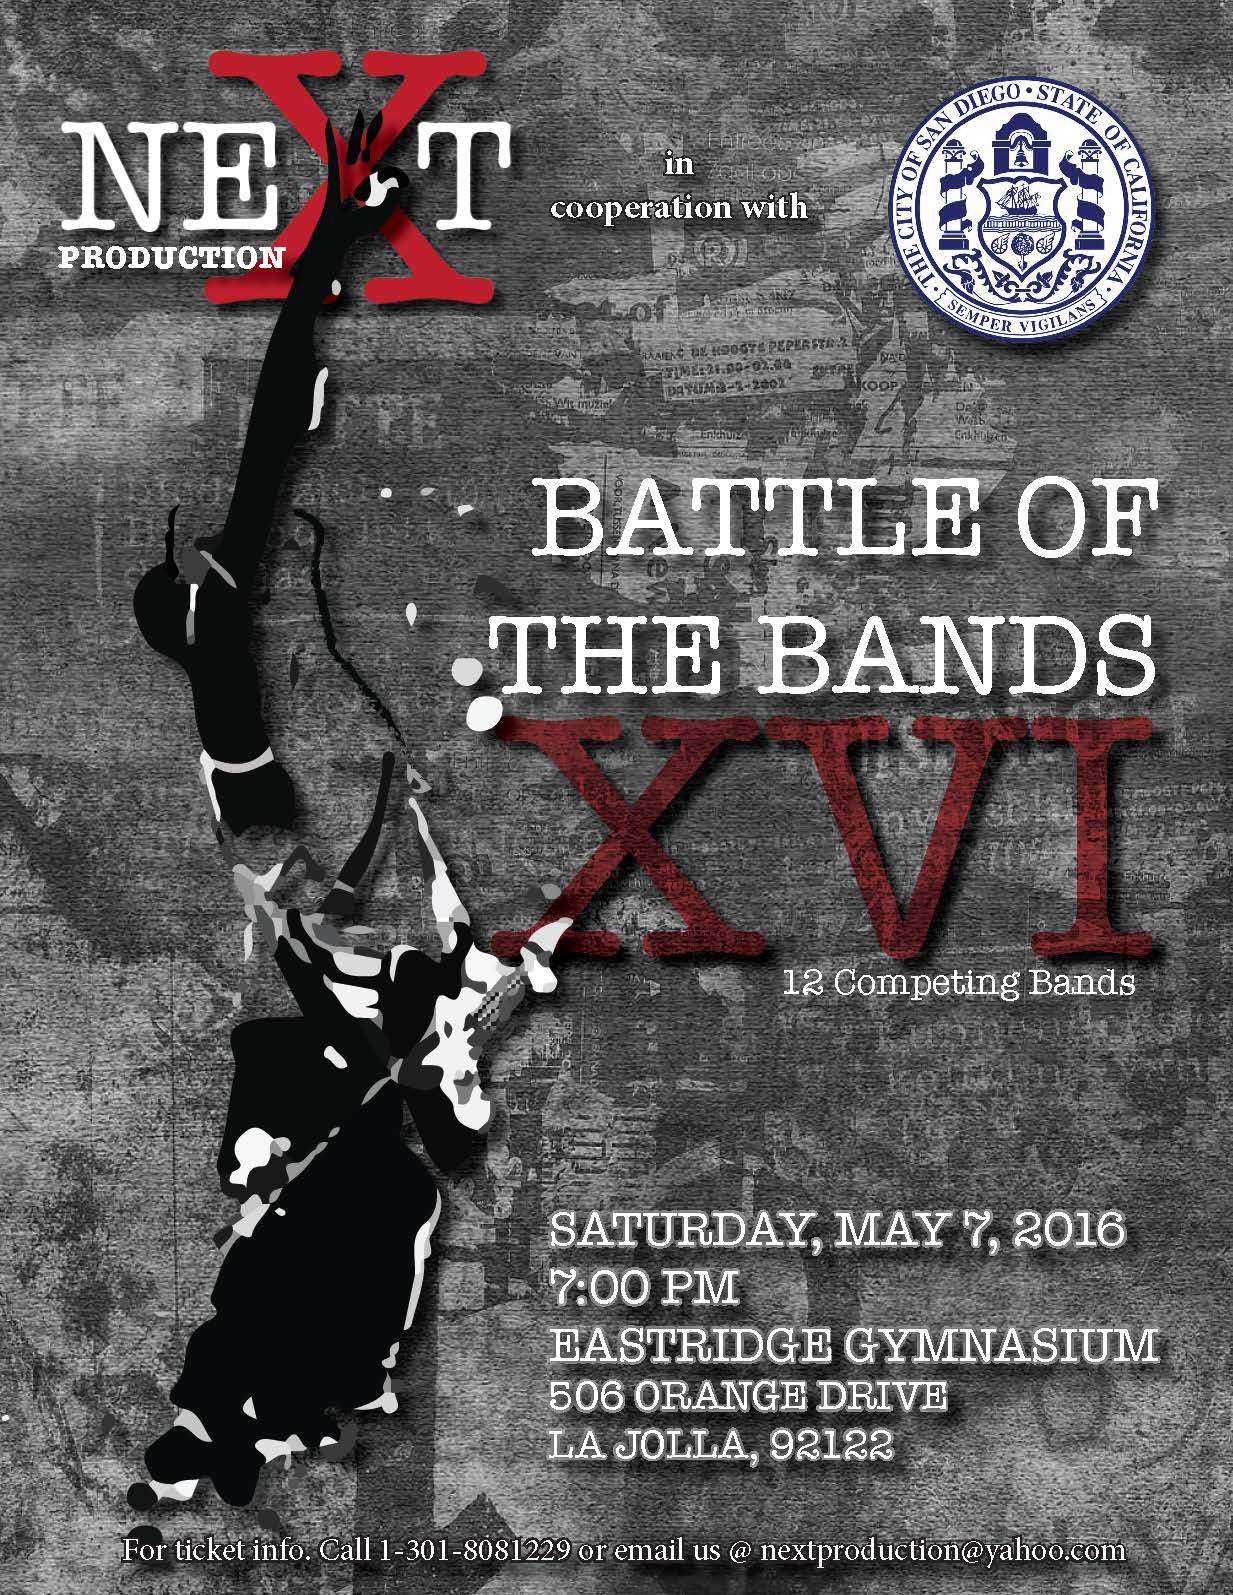 NEXT
PRODUCTION
in
cooperation with
THE CITY OF SAN DIEGO • STATE OF CALIFORNIA
SEMPER VIGILANS
BATTLE OF
THE BANDS
XVI
12 Competing Bands
SATURDAY, MAY 7, 2016
7:00 PM
EASTRIDGE GYMNASIUM
506 ORANGE DRIVE
LA JOLLA, 92122
For ticket info. Call 1-301-8081229 or email us @ nextproduction@yahoo.com